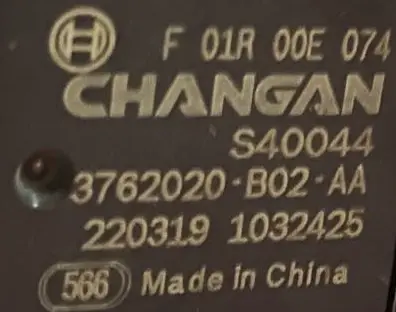 F 01R 00E 074
CHANGAN
S40044
3762020-B02-AA
220319 1032425
566 Made in China